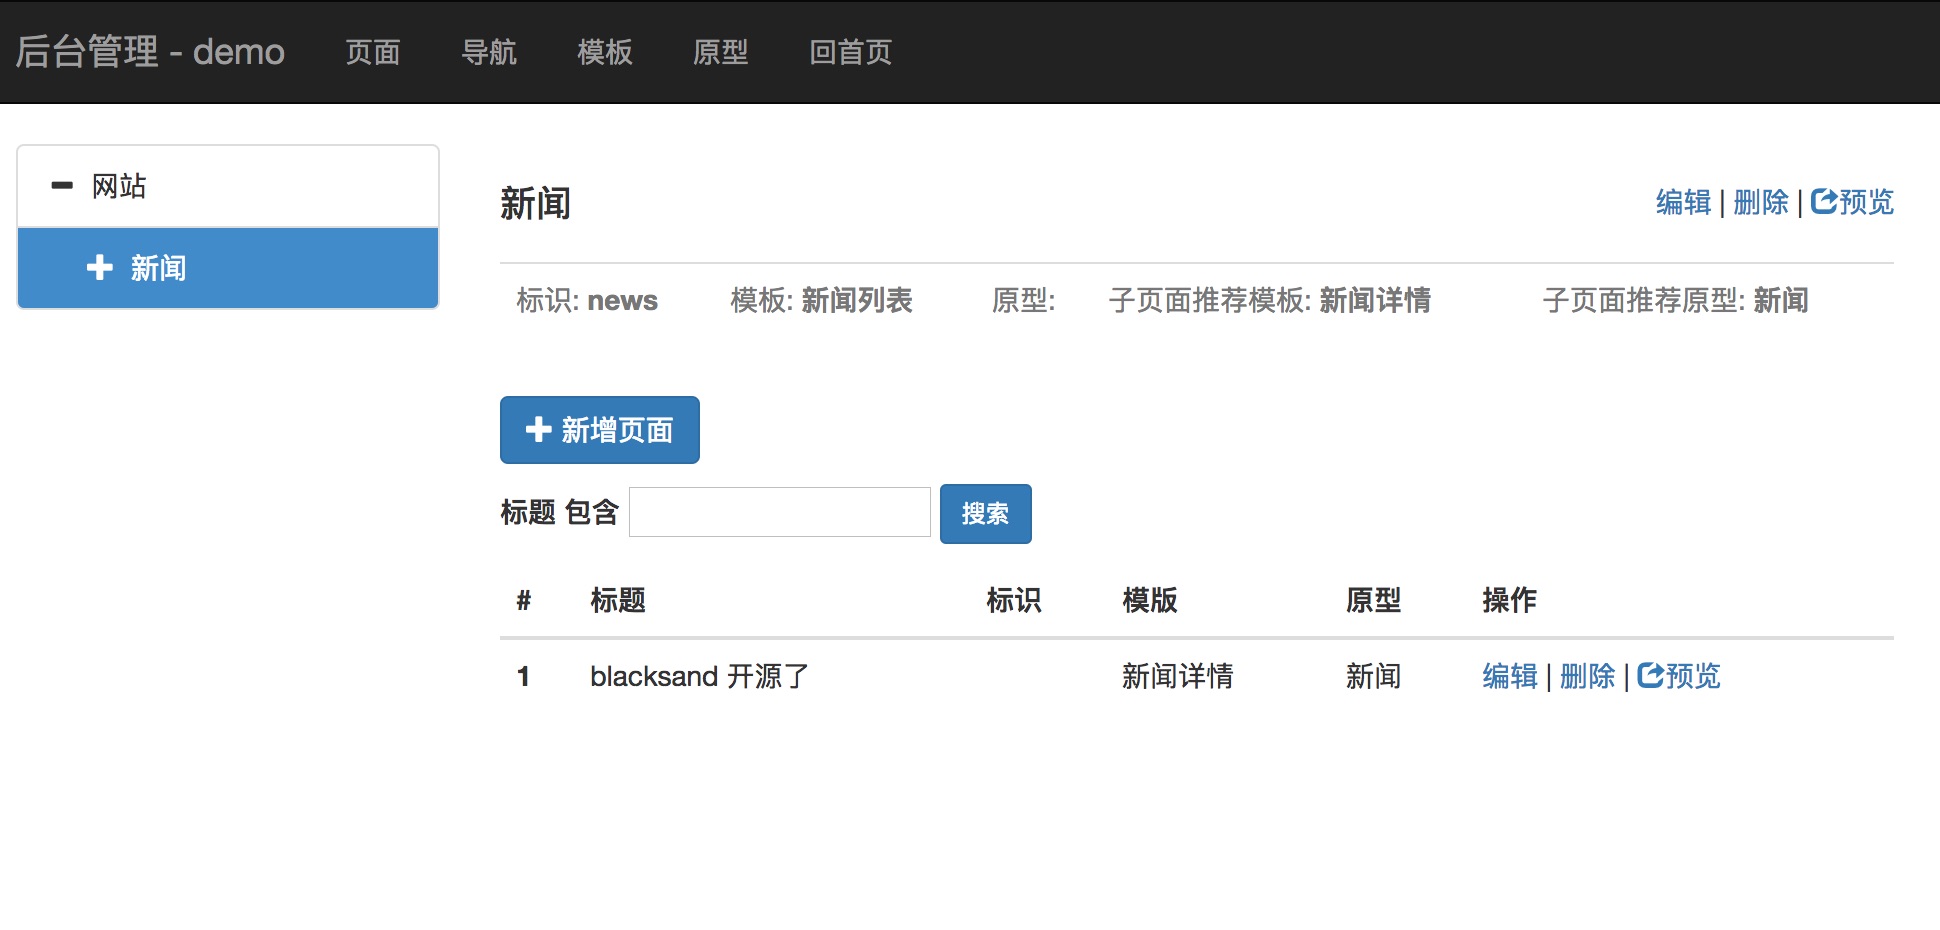 后台管理 - demo 页面 导航 模板 原型 回首页
网站
新闻
新闻 编辑 | 删除 | 预览
标识: news 模板: 新闻列表 原型: 子页面推荐模板: 新闻详情 子页面推荐原型: 新闻
新增页面
标题 包含 搜索
# 标题 标识 模版 原型 操作
1 blacksand 开源了 新闻详情 新闻 编辑 | 删除 | 预览